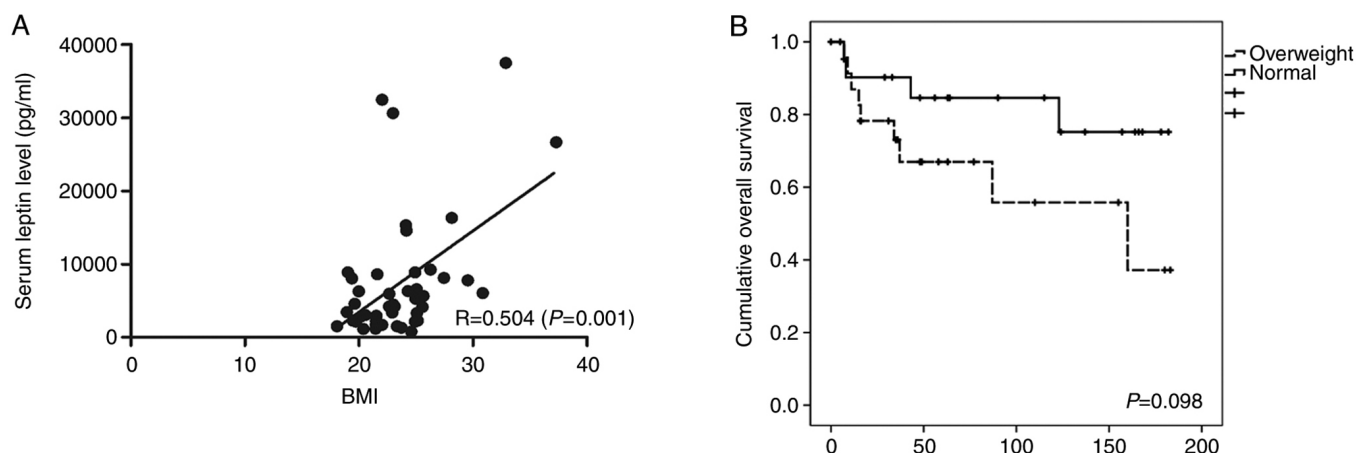 A
Serum leptin level (pg/ml)
40000
30000
20000
10000
0
R=0.504 (P=0.001)
0 10 20 30 40
BMI
B
Cumulative overall survival
1.0
0.8
0.6
0.4
0.2
0.0
P=0.098
0 50 100 150 200
Overweight
Normal